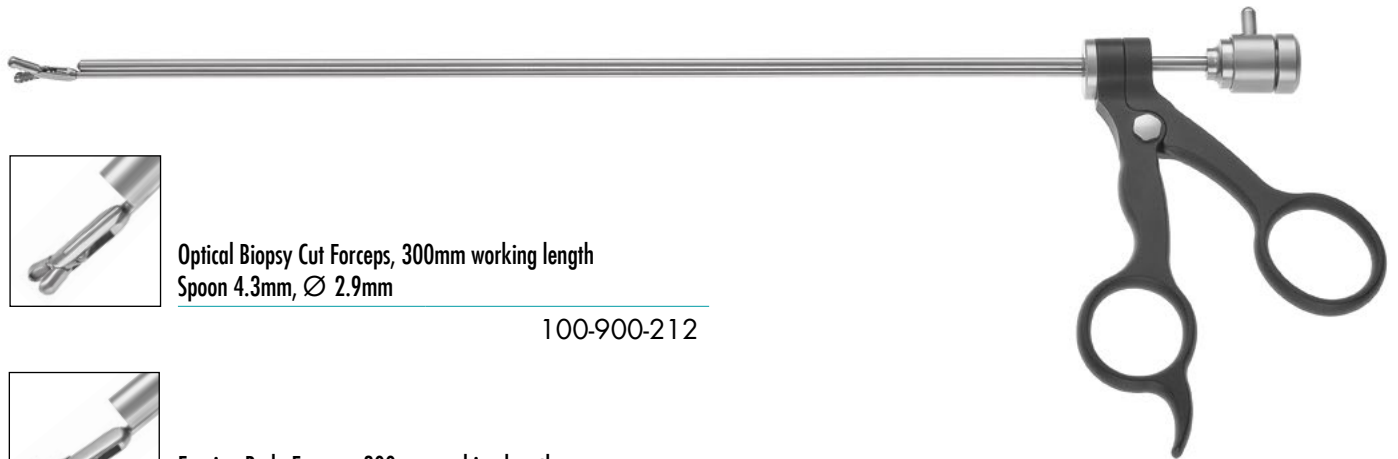 Optical Biopsy Cut Forceps, 300mm working length
Spoon 4.3mm, Ø 2.9mm
100-900-212